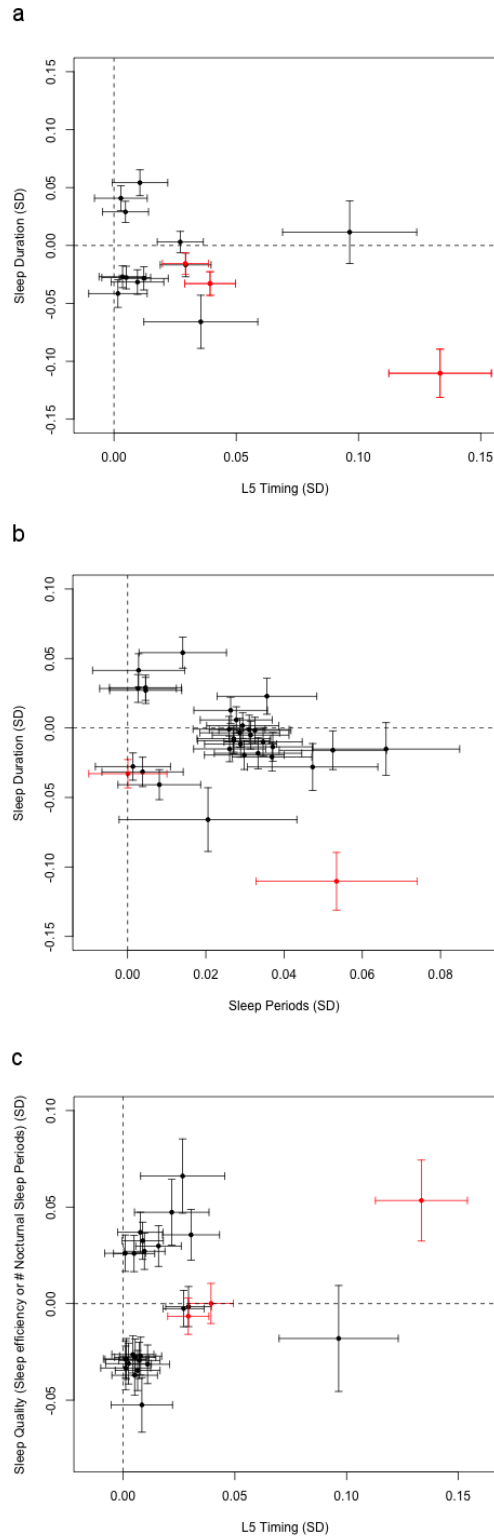 a
0.15
0.10
0.05
0.00
-0.05
-0.10
-0.15
Sleep Duration (SD)
0.00 0.05 0.10 0.15
L5 Timing (SD)
b
0.10
0.05
0.00
-0.05
-0.10
-0.15
Sleep Duration (SD)
0.00 0.02 0.04 0.06 0.08
Sleep Periods (SD)
c
0.10
0.05
0.00
-0.05
Sleep Quality (Sleep efficiency or # Nocturnal Sleep Periods) (SD)
0.00 0.05 0.10 0.15
L5 Timing (SD)